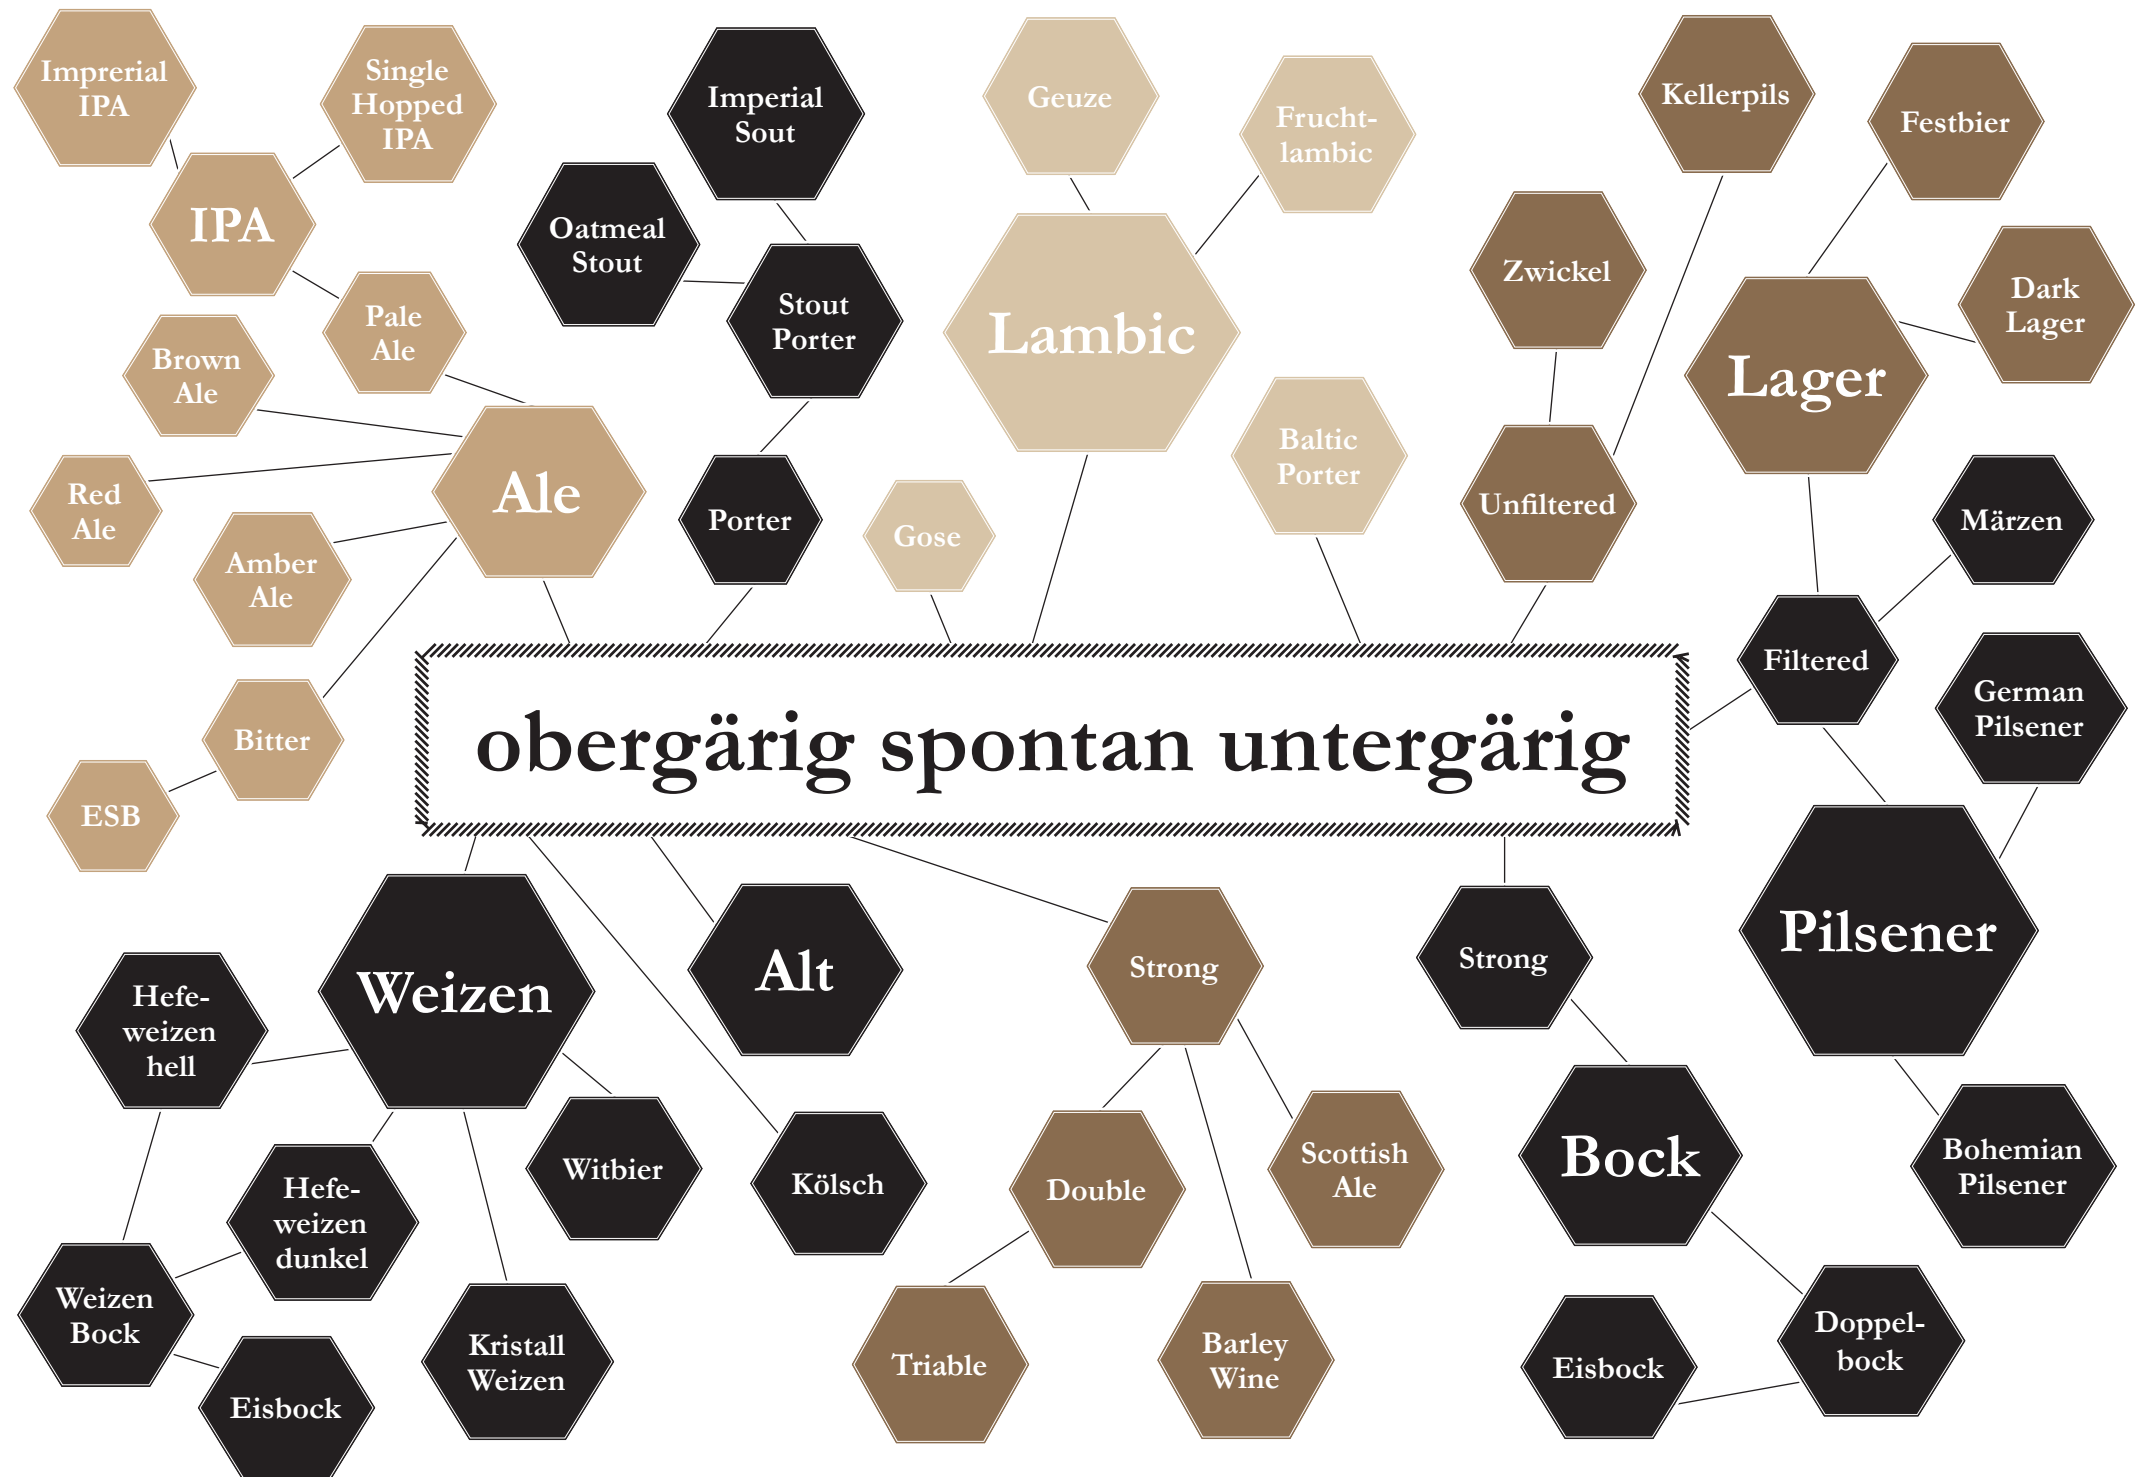 Imprerial
IPA
Single
Hopped
IPA
IPA
Pale
Ale
Brown
Ale
Red
Ale
Amber
Ale
Ale
Bitter
ESB
Imperial
Sout
Oatmeal
Stout
Stout
Porter
Porter
Geuze
Frucht-
lambic
Lambic
Gose
Baltic
Porter
Kellerpils
Festbier
Zwickel
Dark
Lager
Lager
Unfiltered
Märzen
Filtered
German
Pilsener
obergärig spontan untergärig
Pilsener
Bohemian
Pilsener
Weizen
Hefe-
weizen
hell
Hefe-
weizen
dunkel
Weizen
Bock
Eisbock
Kristall
Weizen
Witbier
Alt
Kölsch
Strong
Double
Triable
Barley
Wine
Scottish
Ale
Strong
Bock
Doppel-
bock
Eisbock